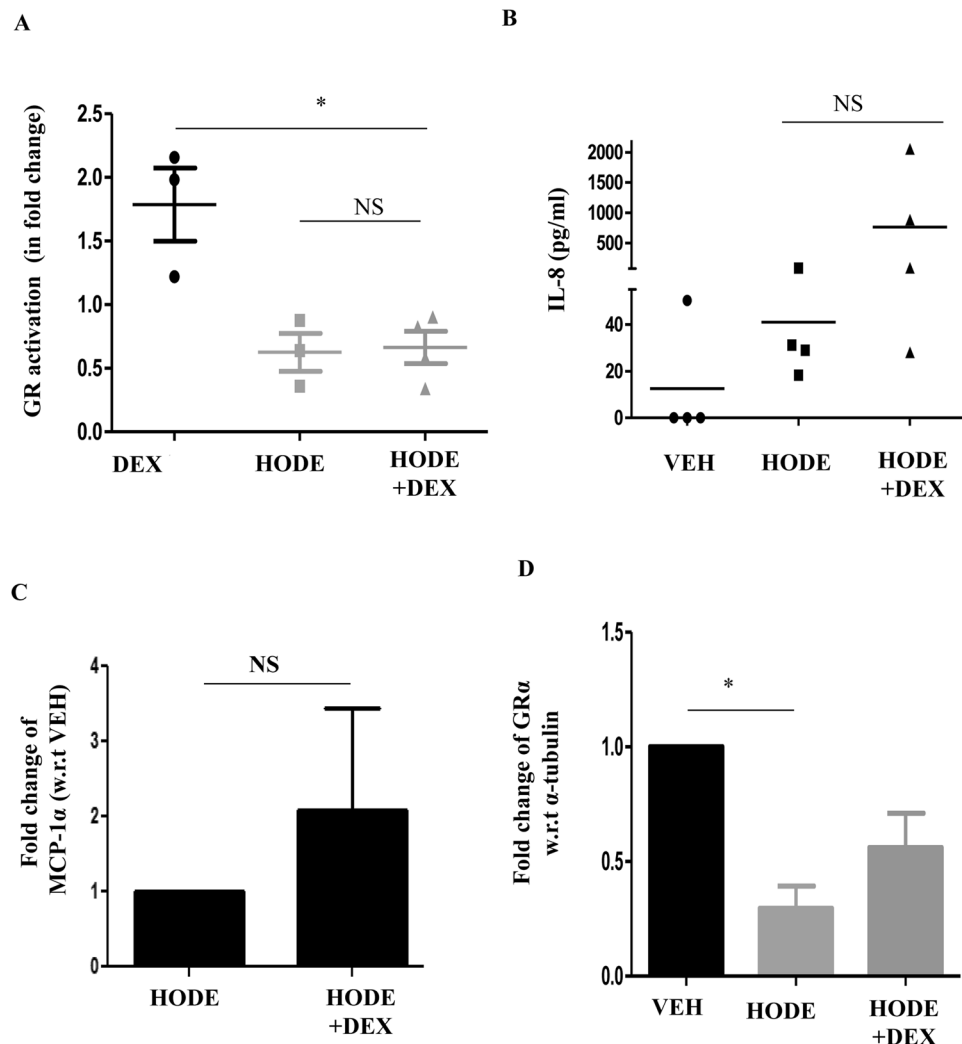 A
GR activation (in fold change)
2.5
2.0
1.5
1.0
0.5
0.0
*
NS
DEX
HODE
HODE
+DEX
B
IL-8 (pg/ml)
2000
1500
1000
500
40
20
0
NS
VEH
HODE
HODE
+DEX
C
Fold change of
MCP-1α (w.r.t VEH)
4
3
2
1
0
NS
HODE
HODE
+DEX
D
Fold change of GRα
w.r.t α-tubulin
1.5
1.0
0.5
0.0
*
VEH
HODE
HODE
+DEX